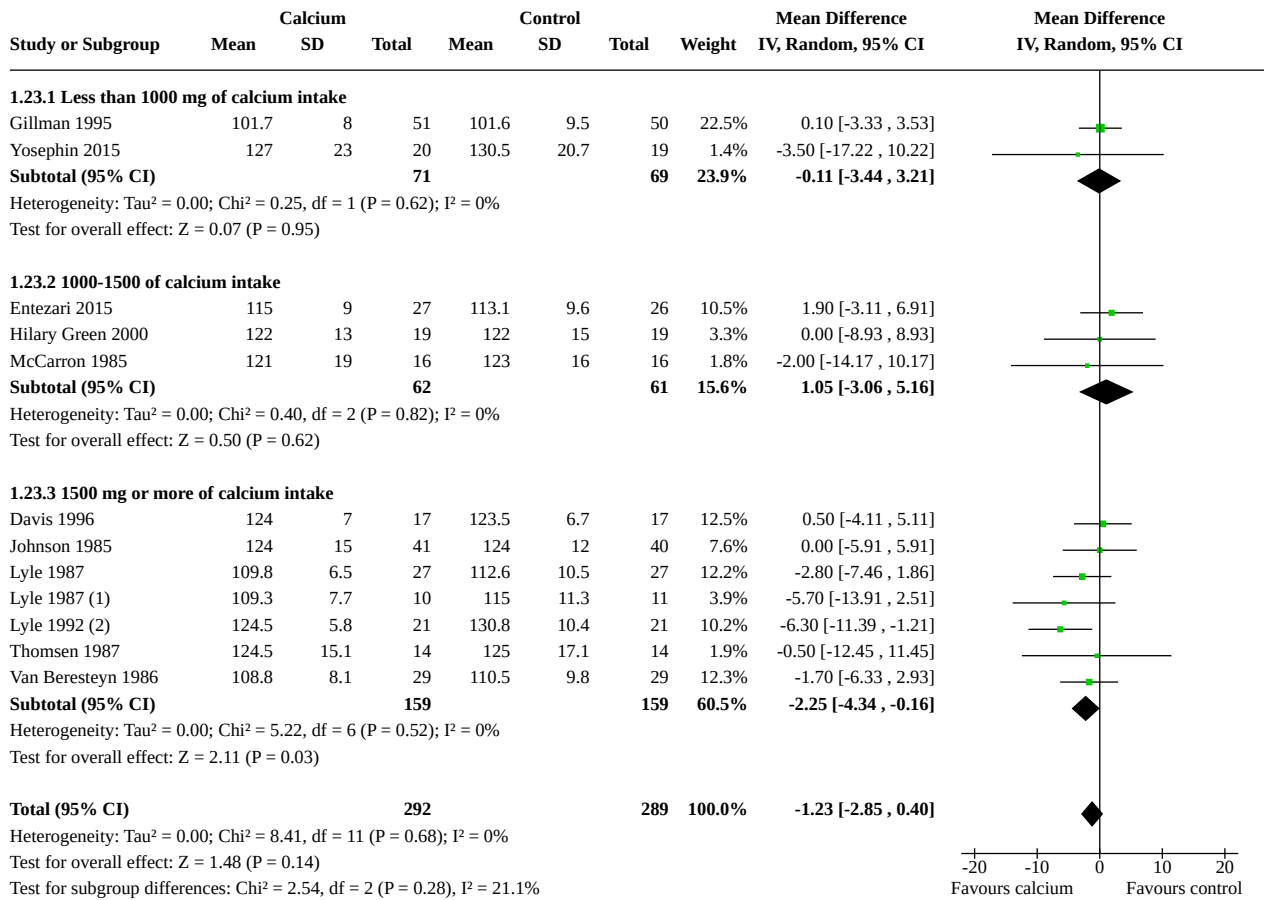 Calcium Control Mean Difference Mean Difference
Study or Subgroup Mean SD Total Mean SD Total Weight IV, Random, 95% CI IV, Random, 95% CI
1.23.1 Less than 1000 mg of calcium intake
Gillman 1995 101.7 8 51 101.6 9.5 50 22.5% 0.10 [-3.33 , 3.53]
Yosephin 2015 127 23 20 130.5 20.7 19 1.4% -3.50 [-17.22 , 10.22]
Subtotal (95% CI) 71 69 23.9% -0.11 [-3.44 , 3.21]
Heterogeneity: Tau² = 0.00; Chi² = 0.25, df = 1 (P = 0.62); I² = 0%
Test for overall effect: Z = 0.07 (P = 0.95)
1.23.2 1000-1500 of calcium intake
Entezari 2015 115 9 27 113.1 9.6 26 10.5% 1.90 [-3.11 , 6.91]
Hilary Green 2000 122 13 19 122 15 19 3.3% 0.00 [-8.93 , 8.93]
McCarron 1985 121 19 16 123 16 16 1.8% -2.00 [-14.17 , 10.17]
Subtotal (95% CI) 62 61 15.6% 1.05 [-3.06 , 5.16]
Heterogeneity: Tau² = 0.00; Chi² = 0.40, df = 2 (P = 0.82); I² = 0%
Test for overall effect: Z = 0.50 (P = 0.62)
1.23.3 1500 mg or more of calcium intake
Davis 1996 124 7 17 123.5 6.7 17 12.5% 0.50 [-4.11 , 5.11]
Johnson 1985 124 15 41 124 12 40 7.6% 0.00 [-5.91 , 5.91]
Lyle 1987 109.8 6.5 27 112.6 10.5 27 12.2% -2.80 [-7.46 , 1.86]
Lyle 1987 (1) 109.3 7.7 10 115 11.3 11 3.9% -5.70 [-13.91 , 2.51]
Lyle 1992 (2) 124.5 5.8 21 130.8 10.4 21 10.2% -6.30 [-11.39 , -1.21]
Thomsen 1987 124.5 15.1 14 125 17.1 14 1.9% -0.50 [-12.45 , 11.45]
Van Beresteyn 1986 108.8 8.1 29 110.5 9.8 29 12.3% -1.70 [-6.33 , 2.93]
Subtotal (95% CI) 159 159 60.5% -2.25 [-4.34 , -0.16]
Heterogeneity: Tau² = 0.00; Chi² = 5.22, df = 6 (P = 0.52); I² = 0%
Test for overall effect: Z = 2.11 (P = 0.03)
Total (95% CI) 292 289 100.0% -1.23 [-2.85 , 0.40]
Heterogeneity: Tau² = 0.00; Chi² = 8.41, df = 11 (P = 0.68); I² = 0%
Test for overall effect: Z = 1.48 (P = 0.14)
Test for subgroup differences: Chi² = 2.54, df = 2 (P = 0.28), I² = 21.1%
-20 -10 0 10 20
Favours calcium Favours control